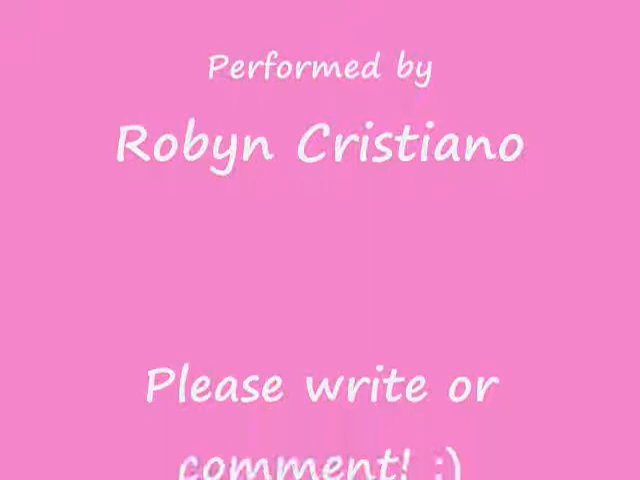 Performed by
Robyn Cristiano
Please write or
comment! :)